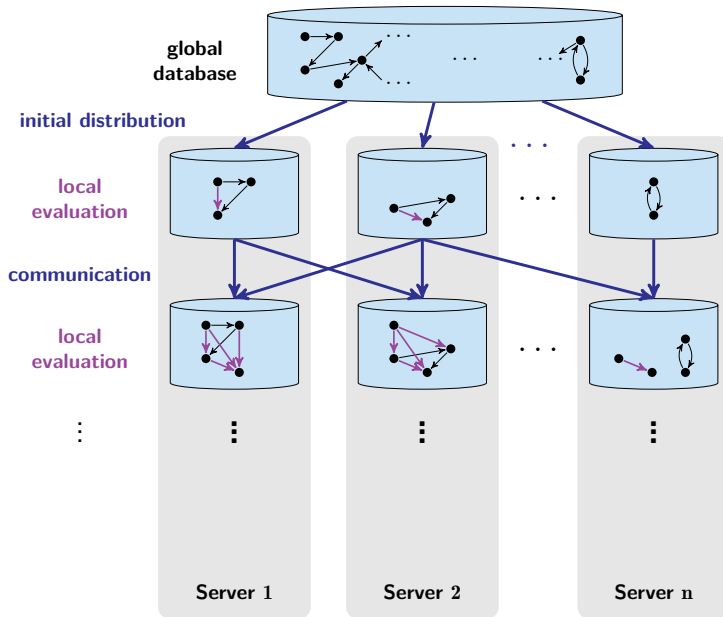 global
database
· · ·
· · ·
· · ·
· · ·
initial distribution
· · ·
local
evaluation
· · ·
communication
local
evaluation
· · ·
⋮ ⋮ ⋮ ⋮
Server 1 Server 2 Server n